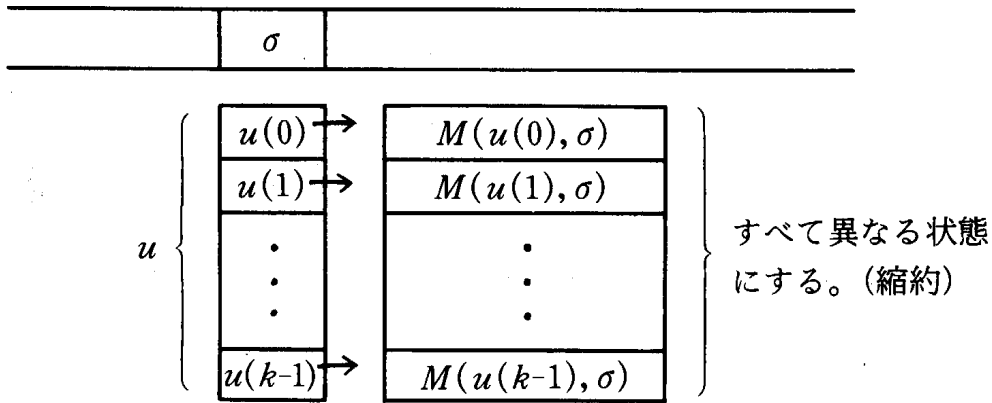 σ
u(0) → M(u(0), σ)
u(1) → M(u(1), σ)
u
すべて異なる状態
にする。(縮約)
u(k-1) → M(u(k-1), σ)